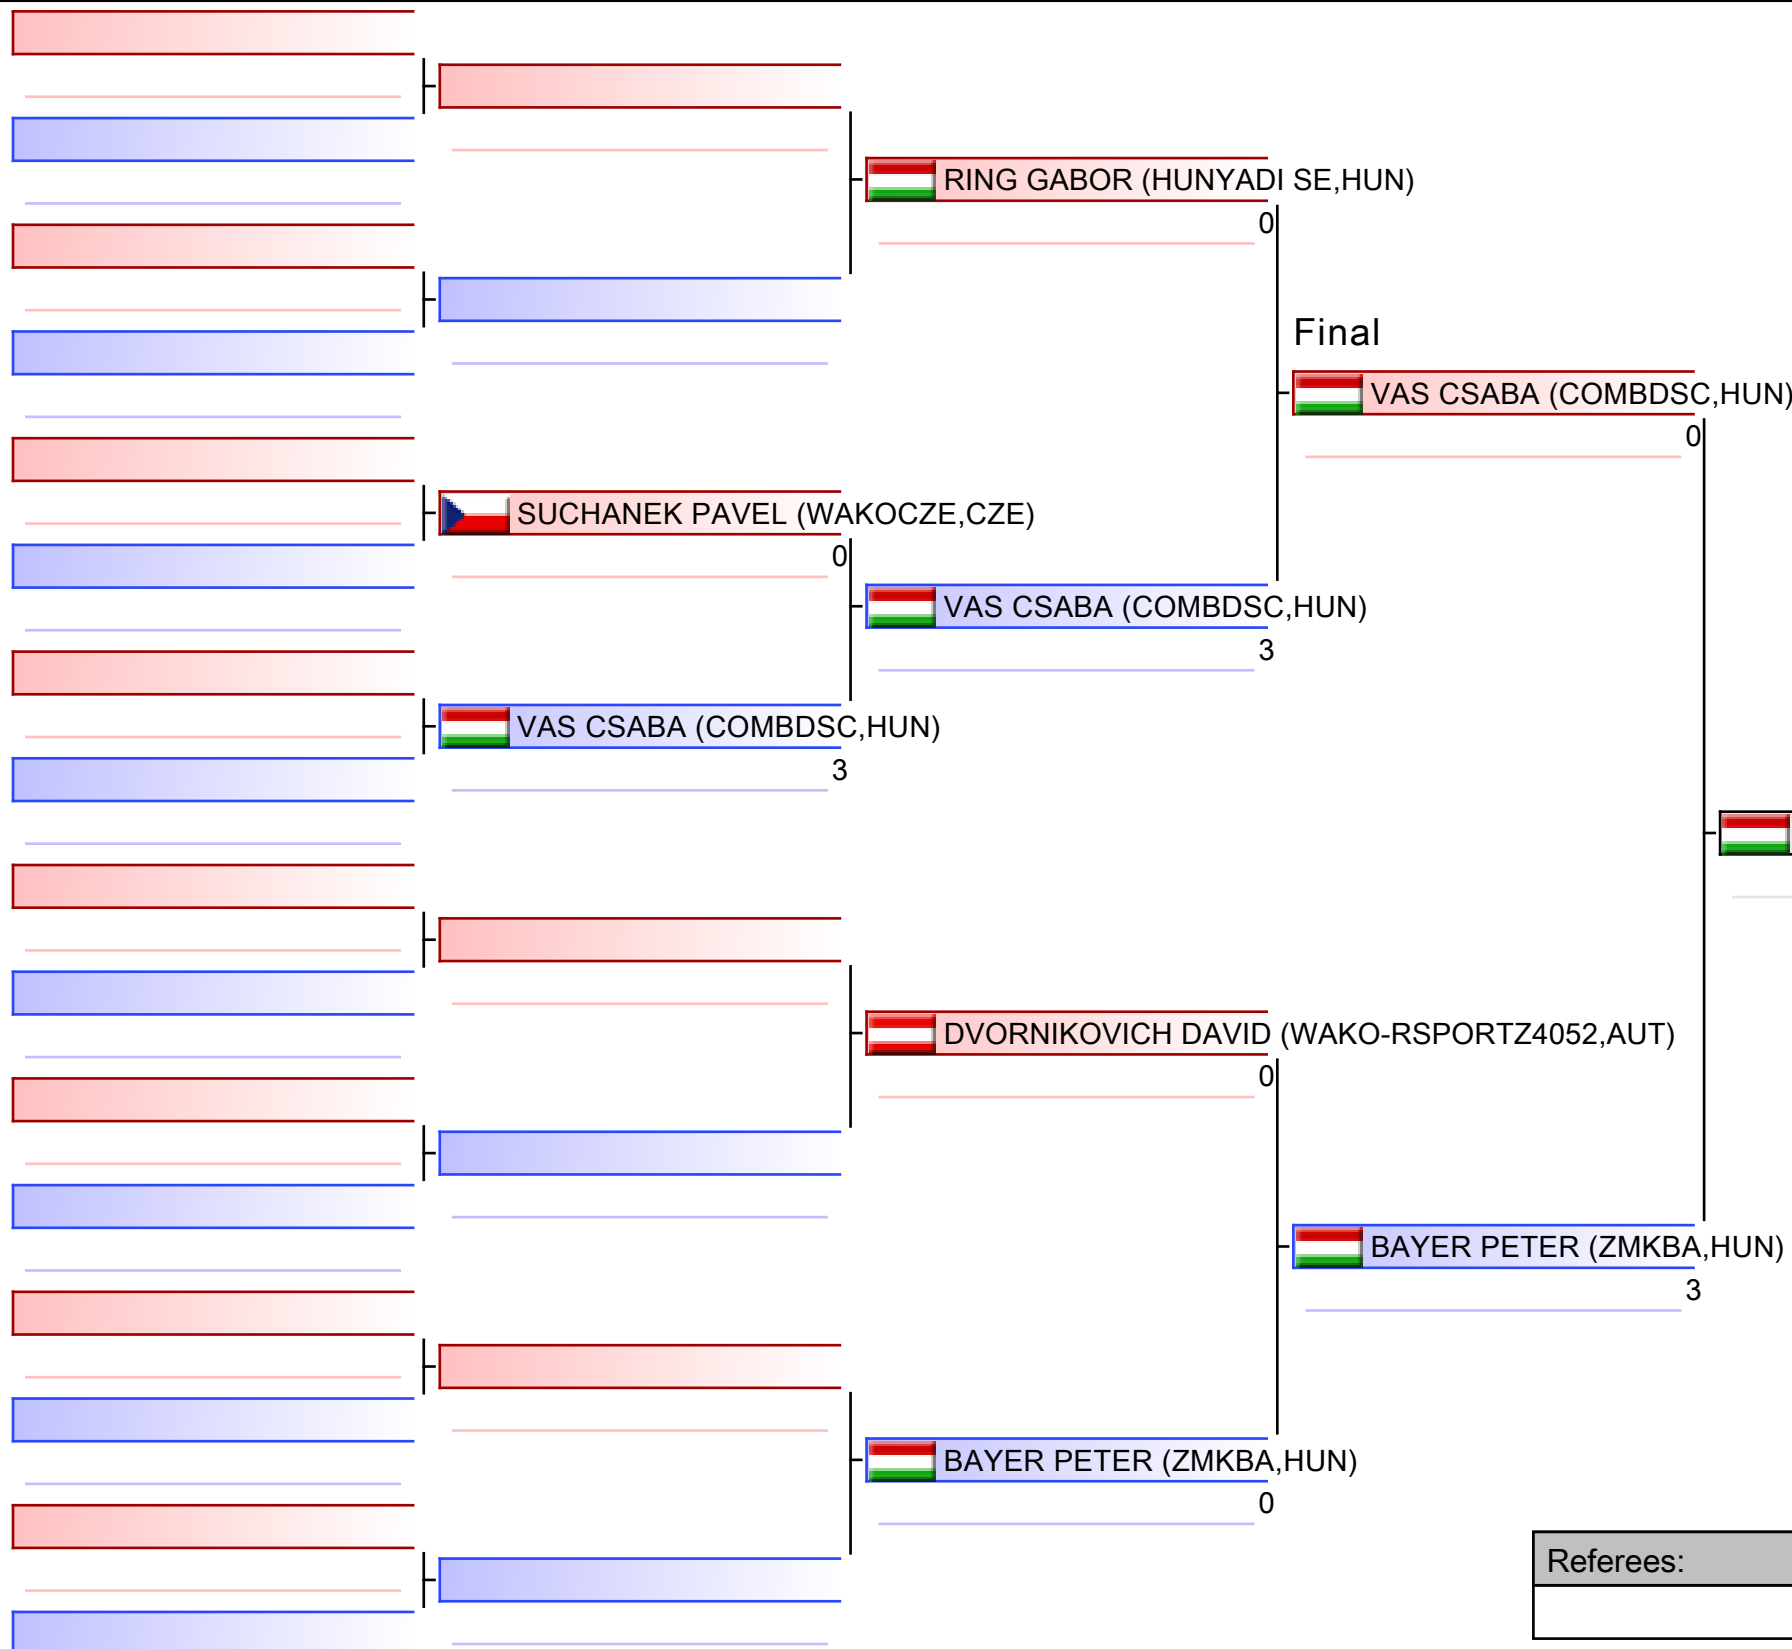 RING GABOR (HUNYADI SE,HUN)
0
Final
VAS CSABA (COMBDSC,HUN)
0
SUCHANEK PAVEL (WAKOCZE,CZE)
0
VAS CSABA (COMBDSC,HUN)
3
VAS CSABA (COMBDSC,HUN)
3
DVORNIKOVICH DAVID (WAKO-RSPORTZ4052,AUT)
0
BAYER PETER (ZMKBA,HUN)
3
BAYER PETER (ZMKBA,HUN)
0
Referees: